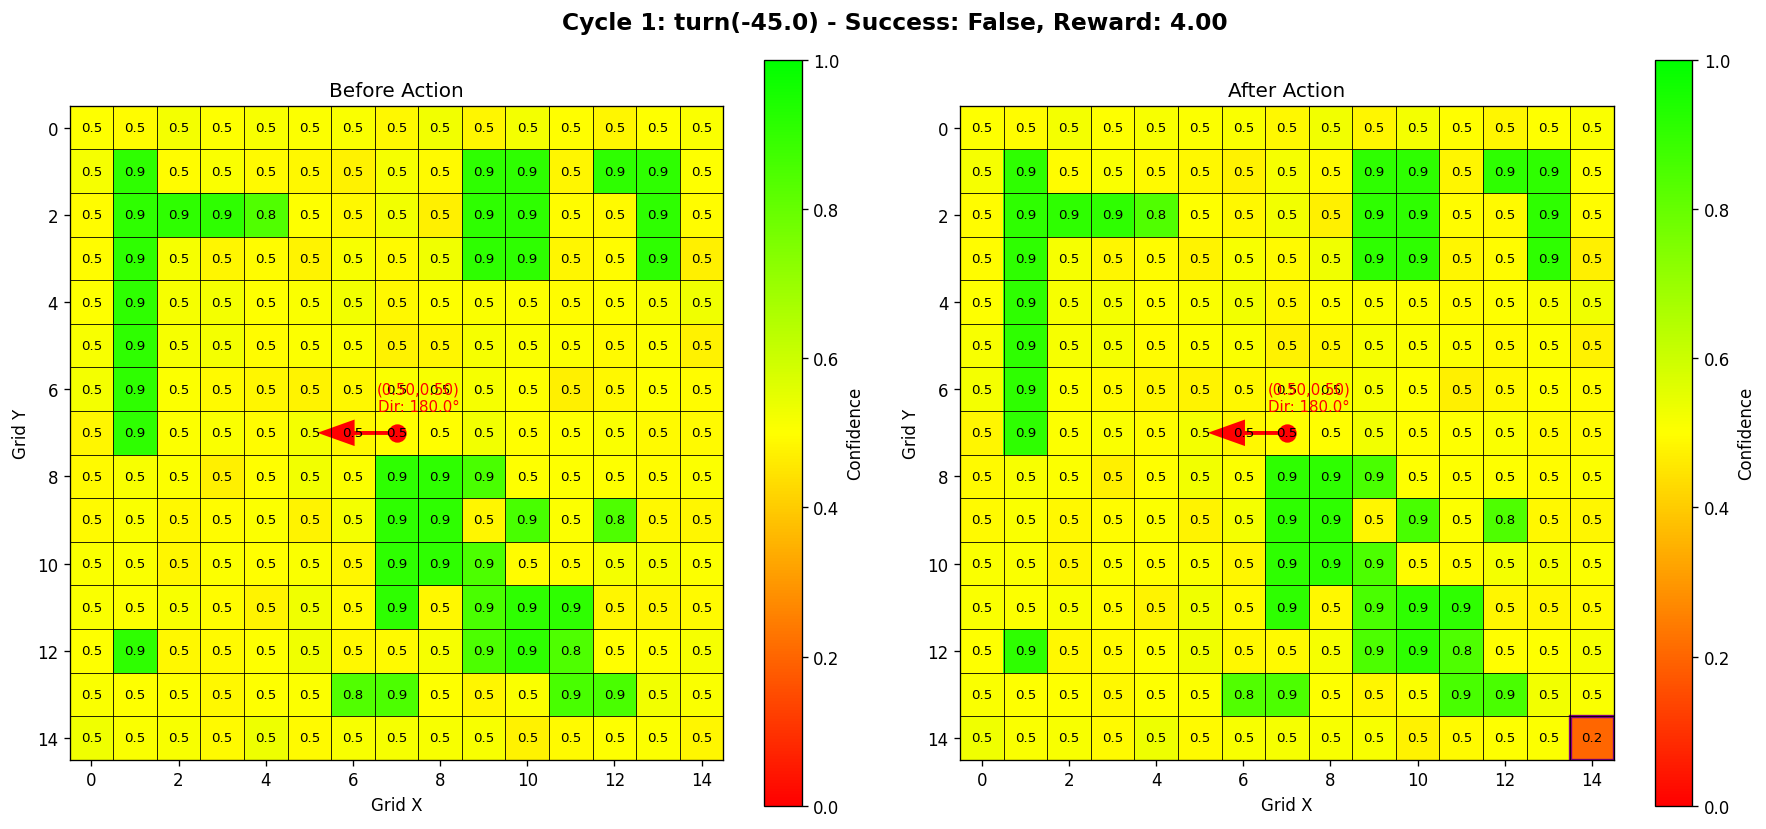 Cycle 1: turn(-45.0) - Success: False, Reward: 4.00
Before Action
0 0.5 0.5 0.5 0.5 0.5 0.5 0.5 0.5 0.5 0.5 0.5 0.5 0.5 0.5 0.5
0.5 0.9 0.5 0.5 0.5 0.5 0.5 0.5 0.5 0.9 0.9 0.5 0.9 0.9 0.5
2 0.5 0.9 0.9 0.9 0.8 0.5 0.5 0.5 0.5 0.9 0.9 0.5 0.5 0.9 0.5
0.5 0.9 0.5 0.5 0.5 0.5 0.5 0.5 0.5 0.9 0.9 0.5 0.5 0.9 0.5
4 0.5 0.9 0.5 0.5 0.5 0.5 0.5 0.5 0.5 0.5 0.5 0.5 0.5 0.5 0.5
0.5 0.9 0.5 0.5 0.5 0.5 0.5 0.5 0.5 0.5 0.5 0.5 0.5 0.5 0.5
6 0.5 0.9 0.5 0.5 0.5 0.5 0.5 0.5 0.5 0.5 0.5 0.5 0.5 0.5 0.5
(0.50,0.50)
Dir: 180.0°
0.5 0.9 0.5 0.5 0.5 0.5 0.5 0.5 0.5 0.5 0.5 0.5 0.5 0.5 0.5
8 0.5 0.5 0.5 0.5 0.5 0.5 0.5 0.9 0.9 0.9 0.5 0.5 0.5 0.5 0.5
0.5 0.5 0.5 0.5 0.5 0.5 0.5 0.9 0.9 0.5 0.9 0.5 0.8 0.5 0.5
10 0.5 0.5 0.5 0.5 0.5 0.5 0.5 0.9 0.9 0.9 0.5 0.5 0.5 0.5 0.5
0.5 0.5 0.5 0.5 0.5 0.5 0.5 0.9 0.5 0.9 0.9 0.9 0.5 0.5 0.5
12 0.5 0.9 0.5 0.5 0.5 0.5 0.5 0.5 0.5 0.9 0.9 0.8 0.5 0.5 0.5
0.5 0.5 0.5 0.5 0.5 0.5 0.8 0.9 0.5 0.5 0.5 0.9 0.9 0.5 0.5
14 0.5 0.5 0.5 0.5 0.5 0.5 0.5 0.5 0.5 0.5 0.5 0.5 0.5 0.5 0.5
0 2 4 6 8 10 12 14
Grid X
Grid Y
1.0
0.8
0.6
0.4
0.2
0.0
Confidence
After Action
0 0.5 0.5 0.5 0.5 0.5 0.5 0.5 0.5 0.5 0.5 0.5 0.5 0.5 0.5 0.5
0.5 0.9 0.5 0.5 0.5 0.5 0.5 0.5 0.5 0.9 0.9 0.5 0.9 0.9 0.5
2 0.5 0.9 0.9 0.9 0.8 0.5 0.5 0.5 0.5 0.9 0.9 0.5 0.5 0.9 0.5
0.5 0.9 0.5 0.5 0.5 0.5 0.5 0.5 0.5 0.9 0.9 0.5 0.5 0.9 0.5
4 0.5 0.9 0.5 0.5 0.5 0.5 0.5 0.5 0.5 0.5 0.5 0.5 0.5 0.5 0.5
0.5 0.9 0.5 0.5 0.5 0.5 0.5 0.5 0.5 0.5 0.5 0.5 0.5 0.5 0.5
6 0.5 0.9 0.5 0.5 0.5 0.5 0.5 0.5 0.5 0.5 0.5 0.5 0.5 0.5 0.5
(0.50,0.50)
Dir: 180.0°
0.5 0.9 0.5 0.5 0.5 0.5 0.5 0.5 0.5 0.5 0.5 0.5 0.5 0.5 0.5
8 0.5 0.5 0.5 0.5 0.5 0.5 0.5 0.9 0.9 0.9 0.5 0.5 0.5 0.5 0.5
0.5 0.5 0.5 0.5 0.5 0.5 0.5 0.9 0.9 0.5 0.9 0.5 0.8 0.5 0.5
10 0.5 0.5 0.5 0.5 0.5 0.5 0.5 0.9 0.9 0.9 0.5 0.5 0.5 0.5 0.5
0.5 0.5 0.5 0.5 0.5 0.5 0.5 0.9 0.5 0.9 0.9 0.9 0.5 0.5 0.5
12 0.5 0.9 0.5 0.5 0.5 0.5 0.5 0.5 0.5 0.9 0.9 0.8 0.5 0.5 0.5
0.5 0.5 0.5 0.5 0.5 0.5 0.8 0.9 0.5 0.5 0.5 0.9 0.9 0.5 0.5
14 0.5 0.5 0.5 0.5 0.5 0.5 0.5 0.5 0.5 0.5 0.5 0.5 0.5 0.5 0.2
0 2 4 6 8 10 12 14
Grid X
Grid Y
1.0
0.8
0.6
0.4
0.2
0.0
Confidence